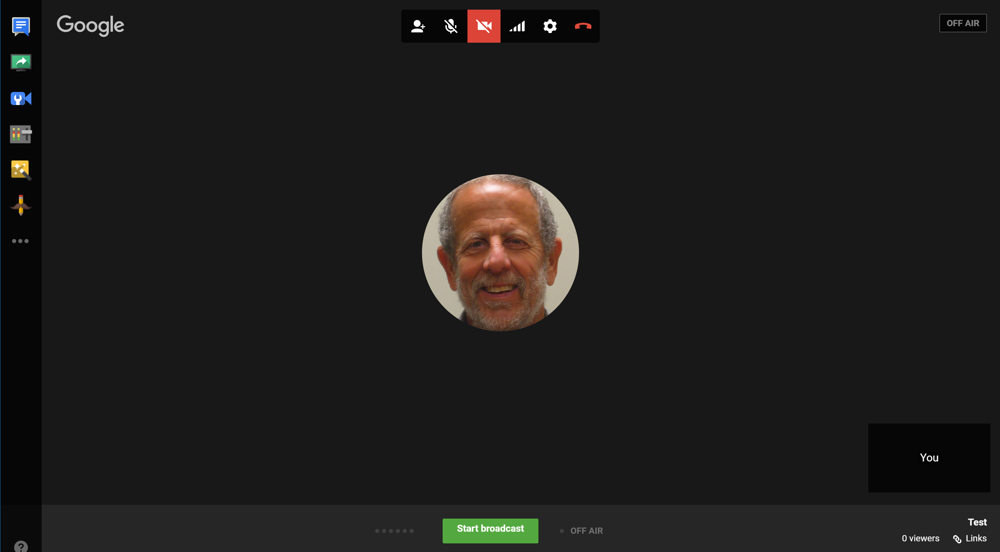 Google
OFF AIR
You
Start broadcast
OFF AIR
Test
0 viewers
Links
?